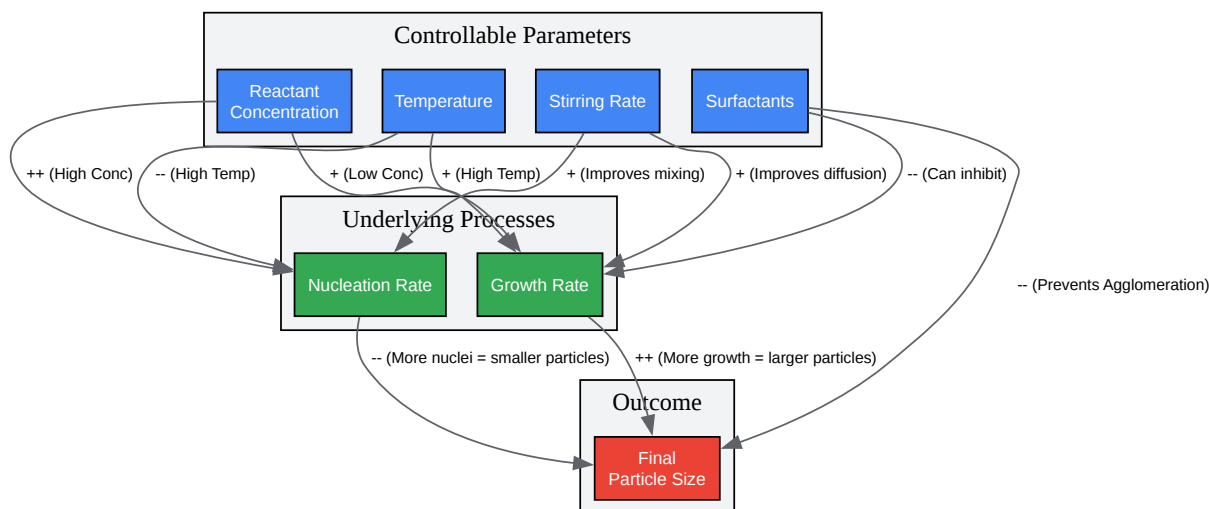 Controllable Parameters
Reactant
Concentration
Temperature
Stirring Rate
Surfactants
++ (High Conc)
-- (High Temp)
+ (Low Conc)
+ (High Temp)
+ (Improves mixing)
+ (Improves diffusion)
-- (Can inhibit)
Underlying Processes
Nucleation Rate
Growth Rate
-- (Prevents Agglomeration)
-- (More nuclei = smaller particles)
++ (More growth = larger particles)
Outcome
Final
Particle Size